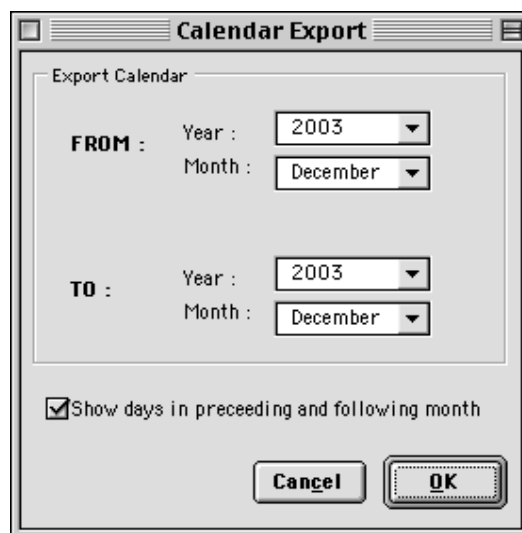 Calendar Export
Export Calendar
FROM :
Year :
2003
Month :
December
TO :
Year :
2003
Month :
December
Show days in preceeding and following month
Cancel
OK